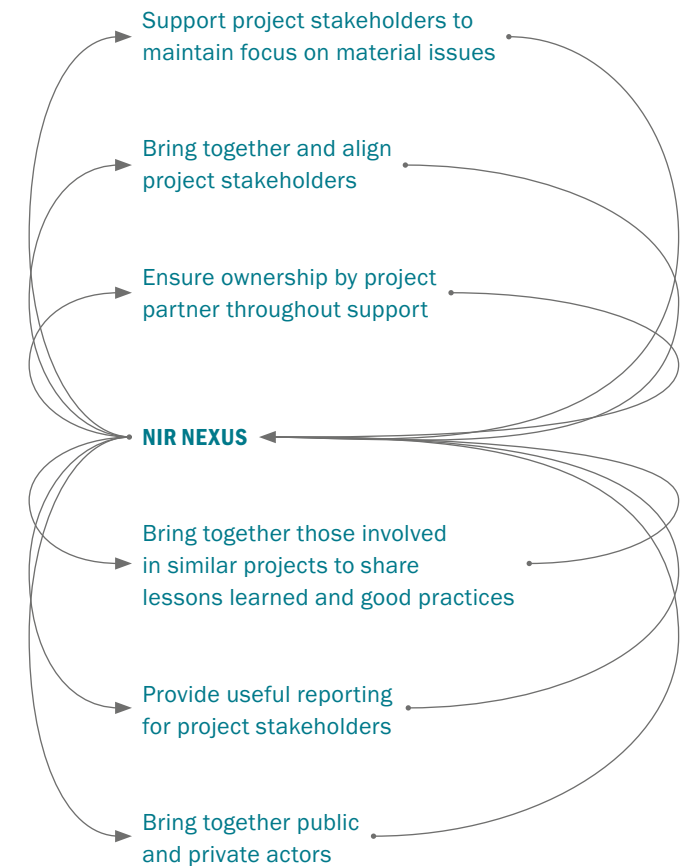 Support project stakeholders to
maintain focus on material issues
Bring together and align
project stakeholders
Ensure ownership by project
partner throughout support
NIR NEXUS
Bring together those involved
in similar projects to share
lessons learned and good practices
Provide useful reporting
for project stakeholders
Bring together public
and private actors